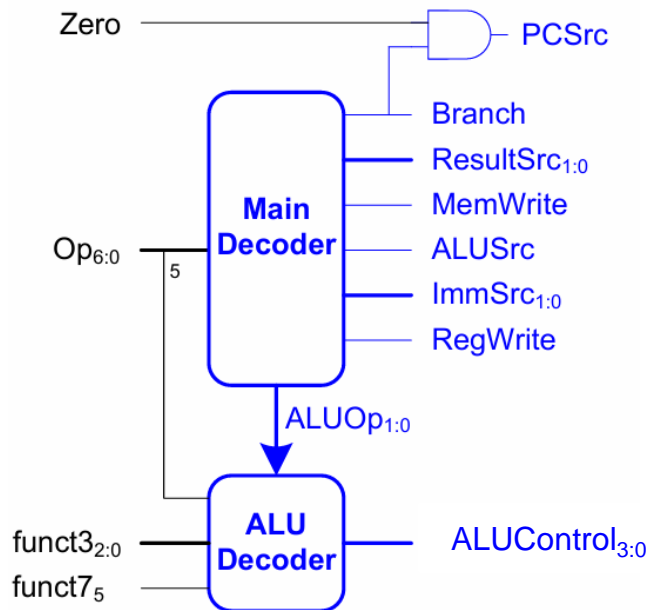 Zero
PCSrc
Branch
ResultSrc1:0
MemWrite
Main
Decoder
Op6:0
5
ALUSrc
ImmSrc1:0
RegWrite
ALUOp1:0
ALU
Decoder
funct32:0
funct75
ALUControl3:0